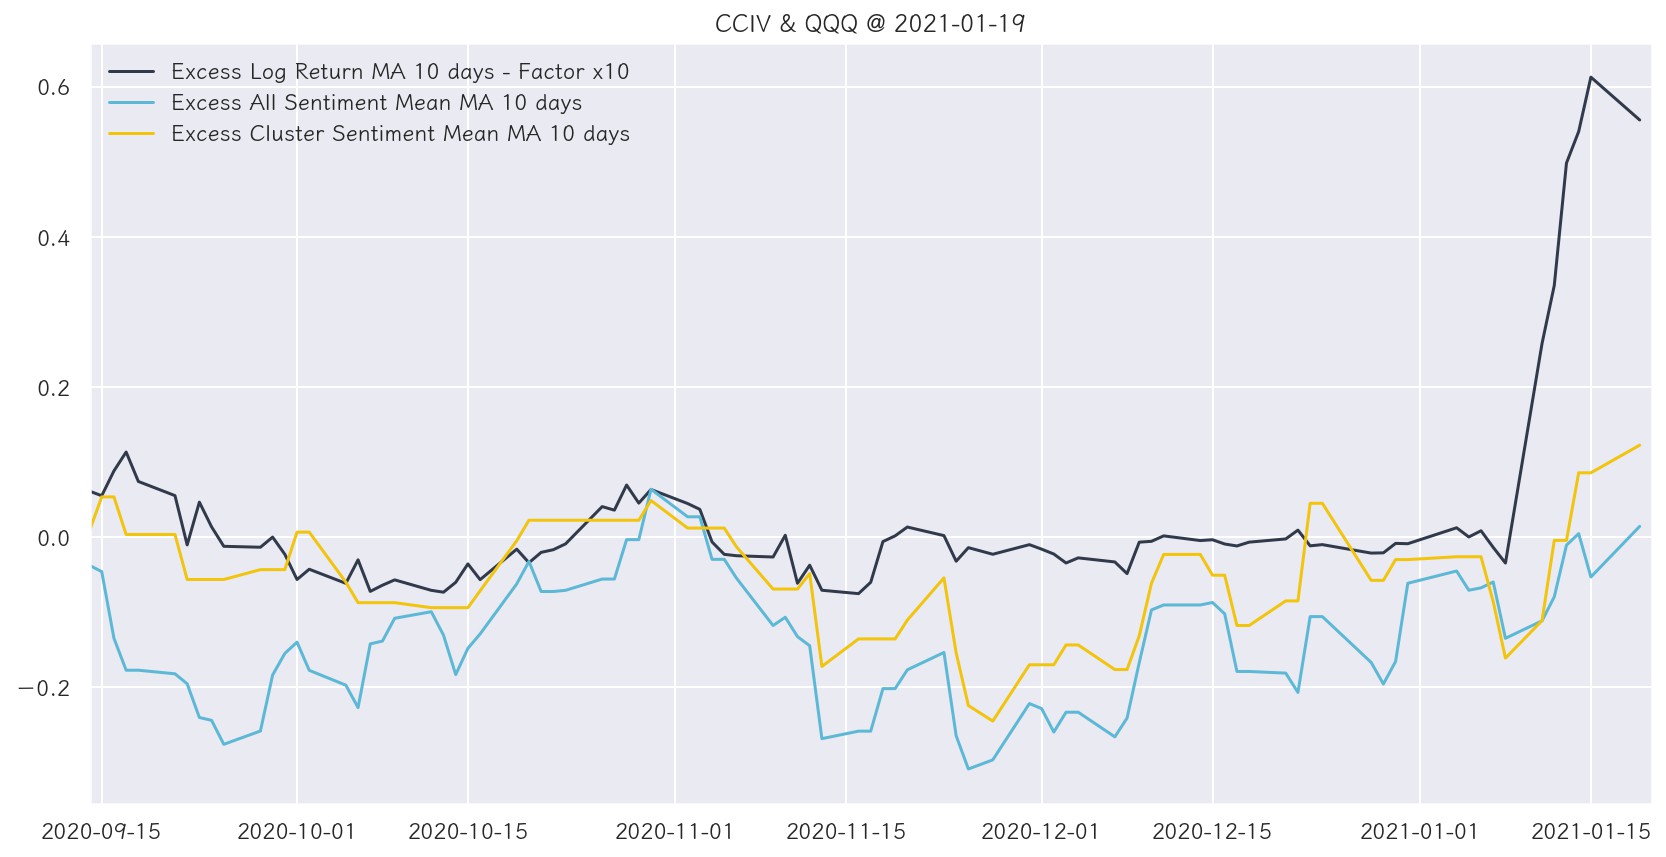 CCIV & QQQ @ 2021-01-19
Excess Log Return MA 10 days - Factor x10
Excess All Sentiment Mean MA 10 days
Excess Cluster Sentiment Mean MA 10 days
0.6
0.4
0.2
0.0
−0.2
2020-09-15 2020-10-01 2020-10-15 2020-11-01 2020-11-15 2020-12-01 2020-12-15 2021-01-01 2021-01-15